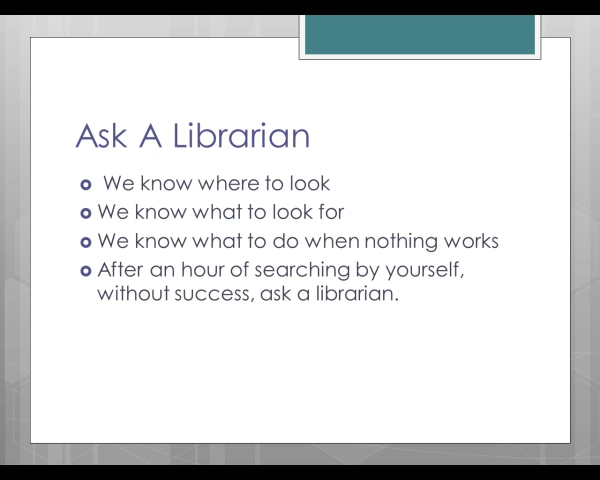 Ask A Librarian
We know where to look
We know what to look for
We know what to do when nothing works
After an hour of searching by yourself,
without success, ask a librarian.